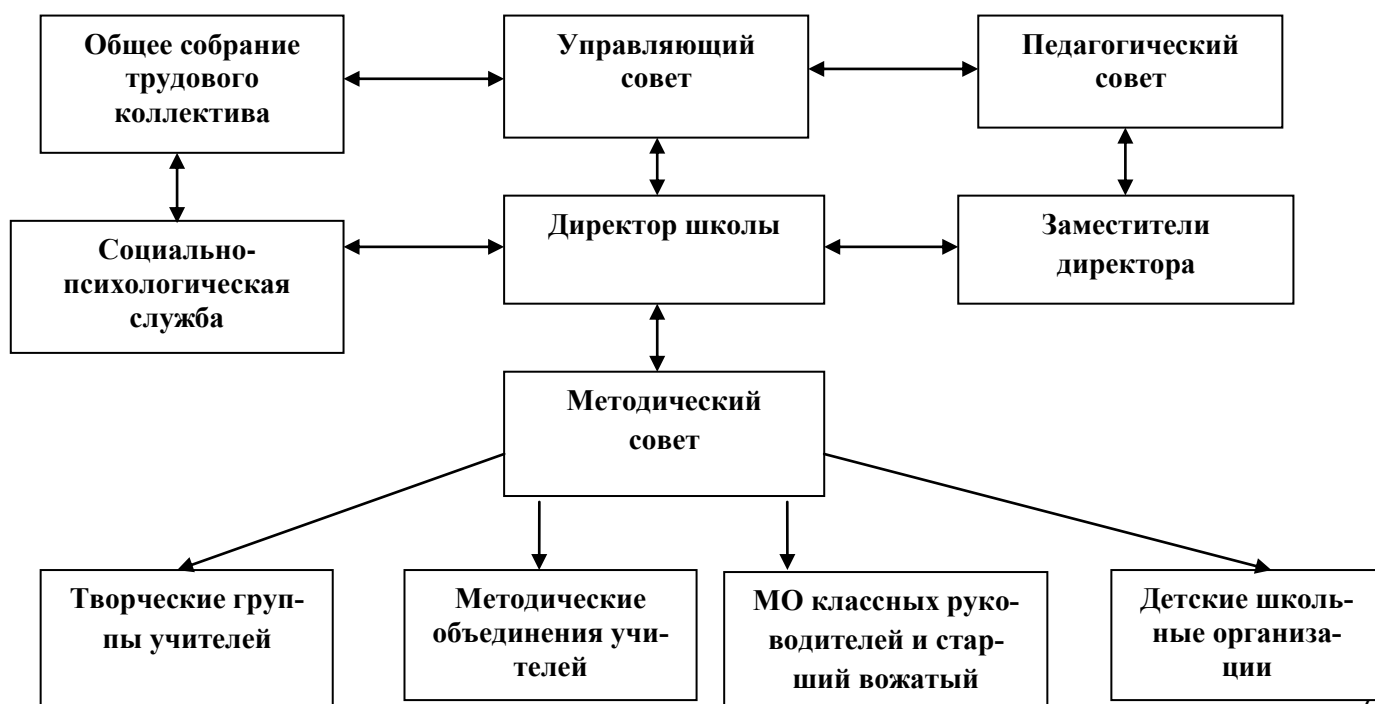 Общее собрание
трудового
коллектива
Управляющий
совет
Педагогический
совет
Социально-
психологическая
служба
Директор школы
Заместители
директора
Методический
совет
Творческие груп-
пы учителей
Методические
объединения учи-
телей
МО классных руко-
водителей и стар-
ший вожатый
Детские школь-
ные организа-
ции